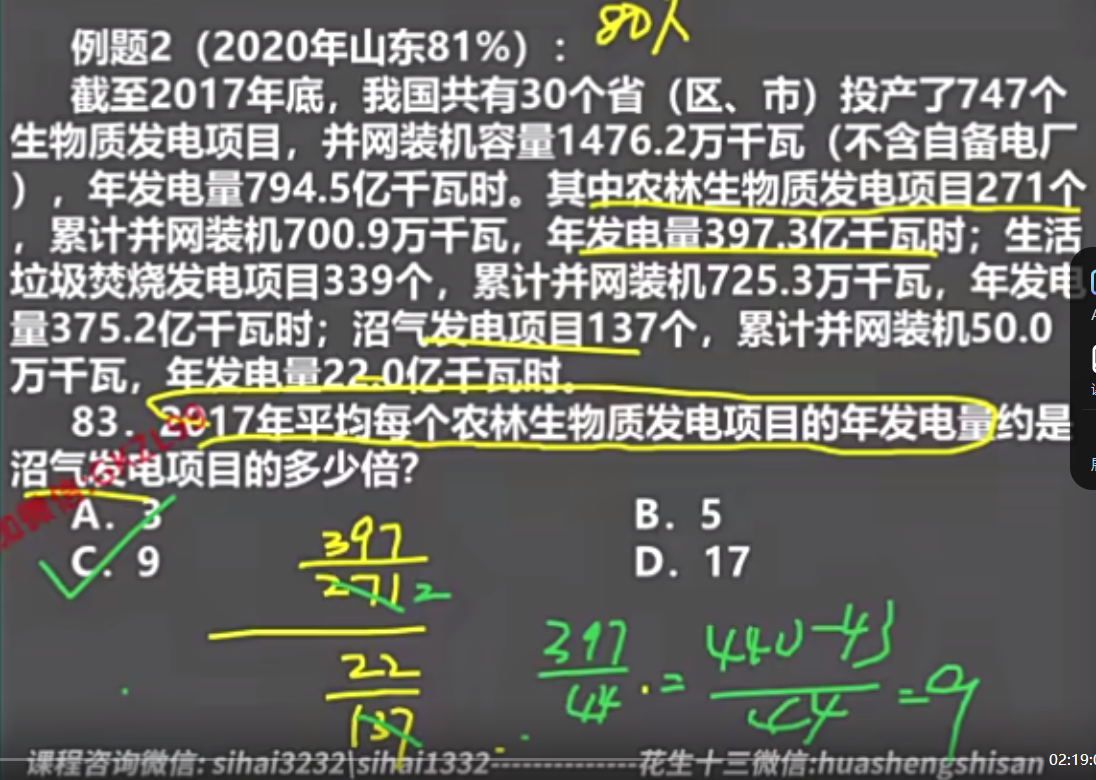 80人
例题2（2020年山东81%）：
截至2017年底，我国共有30个省（区、市）投产了747个
生物质发电项目，并网装机容量1476.2万千瓦（不含自备电厂
），年发电量794.5亿千瓦时。其中农林生物质发电项目271个
，累计并网装机700.9万千瓦，年发电量397.3亿千瓦时；生活
垃圾焚烧发电项目339个，累计并网装机725.3万千瓦，年发电
量375.2亿千瓦时；沼气发电项目137个，累计并网装机50.0
万千瓦，年发电量22.0亿千瓦时。
83．2017年平均每个农林生物质发电项目的年发电量约是
沼气发电项目的多少倍？
A．3
B．5
C．9
D．17
397
271 2
22
137
397
44
=
440-43
44
=9
课程咨询微信: sihai3232\sihai1332--------------花生十三微信:huashengshisan
02:19:0